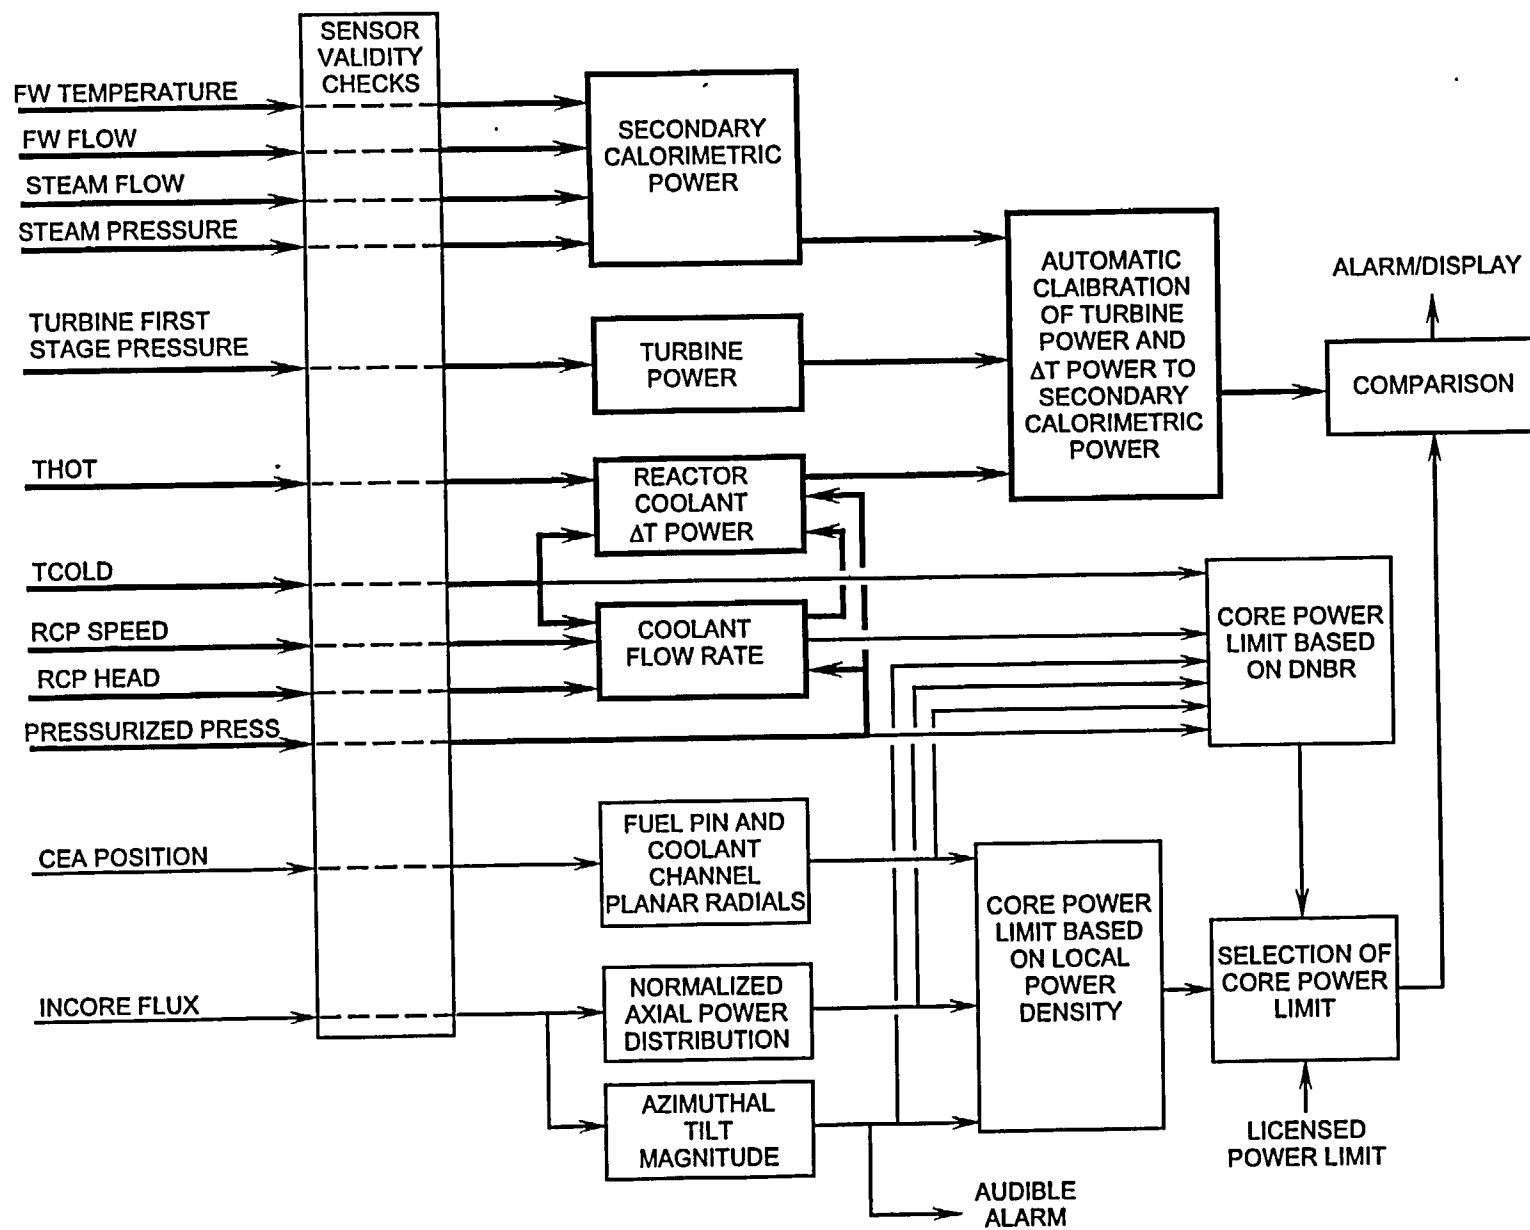 SENSOR
VALIDITY
CHECKS
FW TEMPERATURE
FW FLOW
STEAM FLOW
STEAM PRESSURE
TURBINE FIRST
STAGE PRESSURE
THOT
TCOLD
RCP SPEED
RCP HEAD
PRESSURIZED PRESS
CEA POSITION
INCORE FLUX
SECONDARY
CALORIMETRIC
POWER
TURBINE
POWER
REACTOR
COOLANT
ΔT POWER
COOLANT
FLOW RATE
FUEL PIN AND
COOLANT
CHANNEL
PLANAR RADIALS
NORMALIZED
AXIAL POWER
DISTRIBUTION
AZIMUTHAL
TILT
MAGNITUDE
AUTOMATIC
CLAIBRATION
OF TURBINE
POWER AND
ΔT POWER TO
SECONDARY
CALORIMETRIC
POWER
ALARM/DISPLAY
COMPARISON
CORE POWER
LIMIT BASED
ON DNBR
CORE POWER
LIMIT BASED
ON LOCAL
POWER
DENSITY
SELECTION OF
CORE POWER
LIMIT
LICENSED
POWER LIMIT
AUDIBLE
ALARM